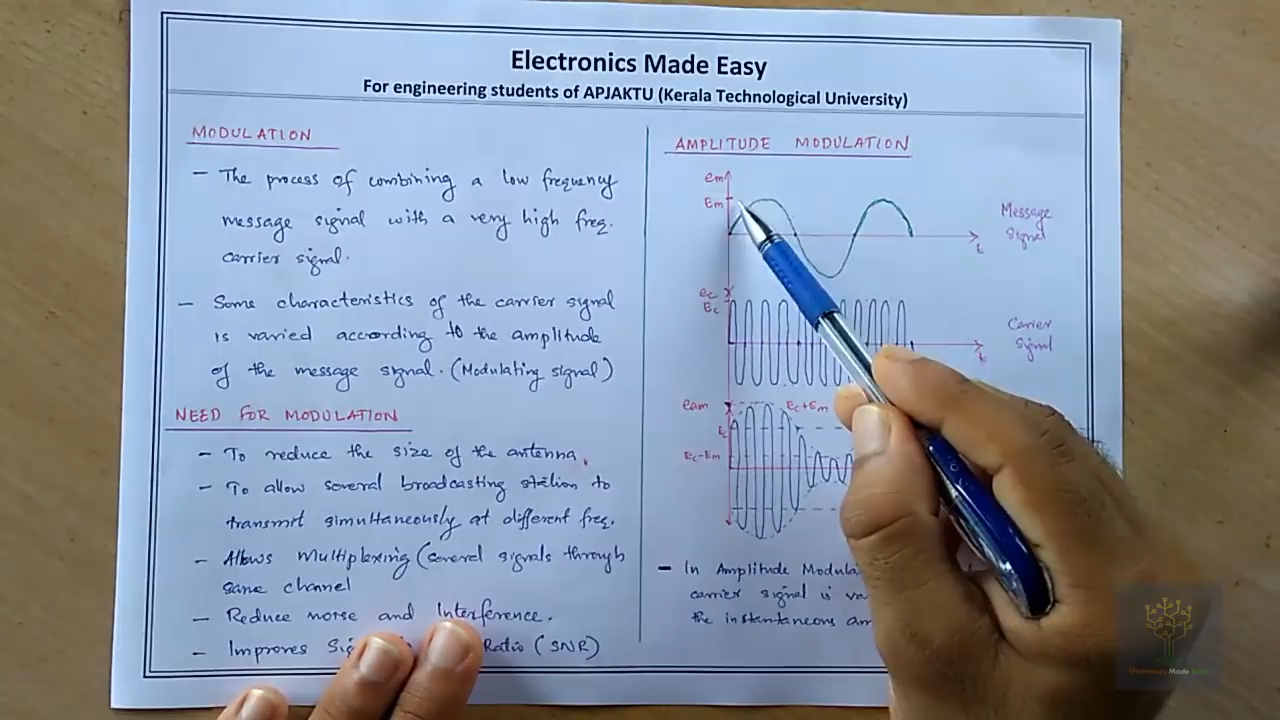 Electronics Made Easy
For engineering students of APJAKTU (Kerala Technological University)
MODULATION
- The process of combining a low frequency
message signal with a very high freq.
carrier signal.
- Some characteristics of the carrier signal
is varied according to the amplitude
of the message signal. (Modulating signal)
NEED FOR MODULATION
- To reduce the size of the antenna.
- To allow several broadcasting station to
transmit simultaneously at different freq.
- Allows Multiplexing (several signals through
same channel
- Reduce noise and Interference.
- Improves Ratio (SNR)
AMPLITUDE MODULATION
em
Em
Message
Signal
t
ec
Ec
Carrier
Signal
t
eam
Ec+Em
Ec
Ec-Em
- In Amplitude
carrier signal is
the instantaneous
Electronics Made Easy